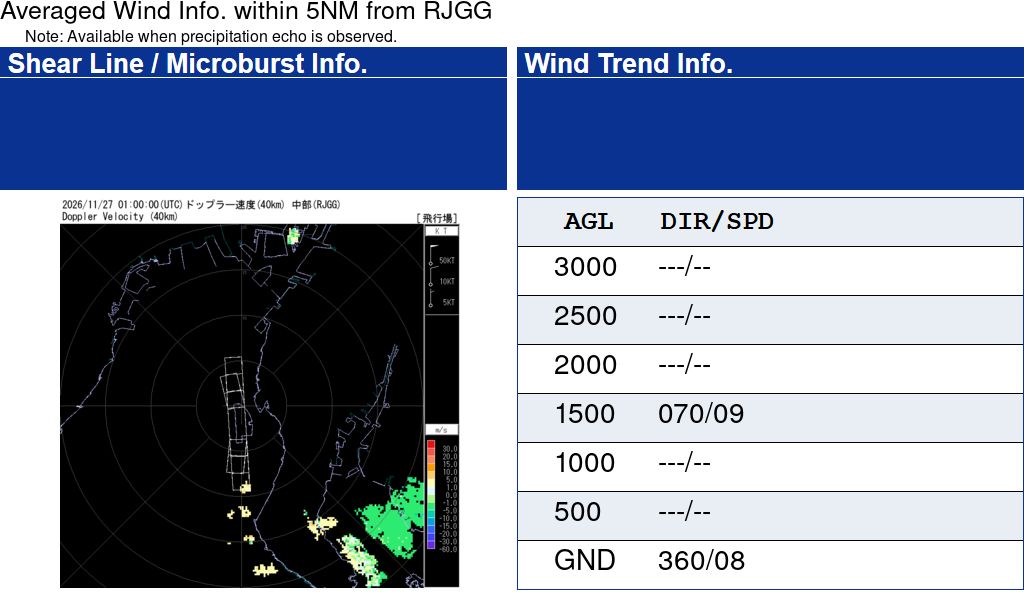 Averaged Wind Info. within 5NM from RJGG
Note: Available when precipitation echo is observed.
Shear Line / Microburst Info.
Wind Trend Info.
2026/11/27 01:00:00(UTC) ドップラー速度(40km) 中部(RJGG)
Doppler Velocity (40km)
[飛行場]
K T
50KT
10KT
5KT
m/s
30.0
20.0
15.0
10.0
5.0
1.0
0.0
-1.0
-5.0
-10.0
-15.0
-20.0
-30.0
-60.0
AGL DIR/SPD
3000 ---/--
2500 ---/--
2000 ---/--
1500 070/09
1000 ---/--
500 ---/--
GND 360/08